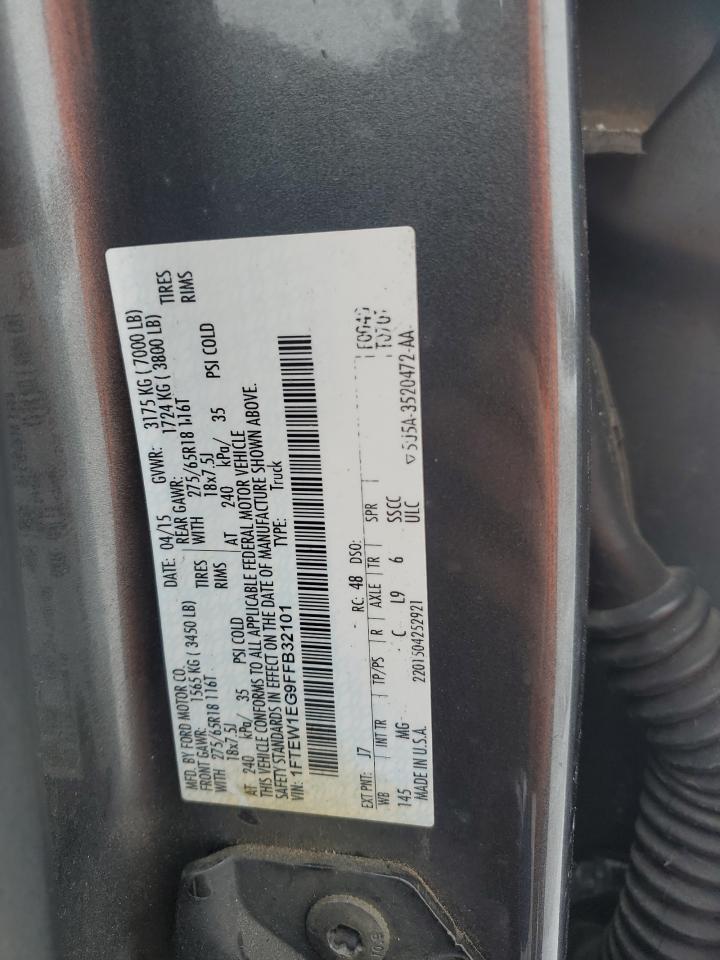 MFD. BY FORD MOTOR CO.
DATE: 04/15 GVWR: 3175 KG ( 7000 LB)
FRONT GAWR: 1565 KG ( 3450 LB) REAR GAWR: 1724 KG ( 3800 LB)
WITH 275/65R18 116T TIRES WITH 275/65R18 116T TIRES
18x7.5J RIMS 18x7.5J RIMS
AT 240 kPa/ 35 PSI COLD AT 240 kPa/ 35 PSI COLD
THIS VEHICLE CONFORMS TO ALL APPLICABLE FEDERAL MOTOR VEHICLE
SAFETY STANDARDS IN EFFECT ON THE DATE OF MANUFACTURE SHOWN ABOVE.
VIN: 1FTEW1EG9FFB32101 TYPE: Truck
EXT PNT: J7 RC: 48 DSO:
WB INT TR TP/PS R AXLE TR SPR
145 MG C L9 6 SSCC
MADE IN U.S.A. 2201504252921 ULC